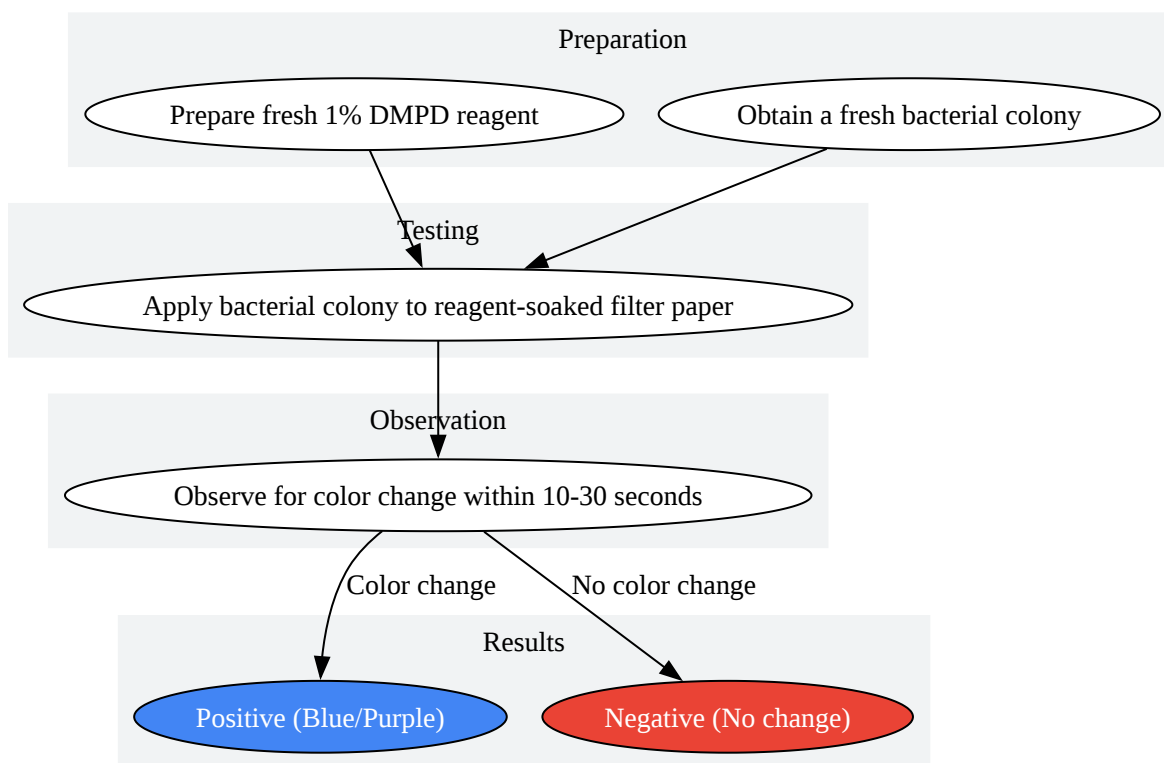 Preparation
Prepare fresh 1% DMPD reagent
Obtain a fresh bacterial colony
Testing
Apply bacterial colony to reagent-soaked filter paper
Observation
Observe for color change within 10-30 seconds
Color change
No color change
Results
Positive (Blue/Purple)
Negative (No change)